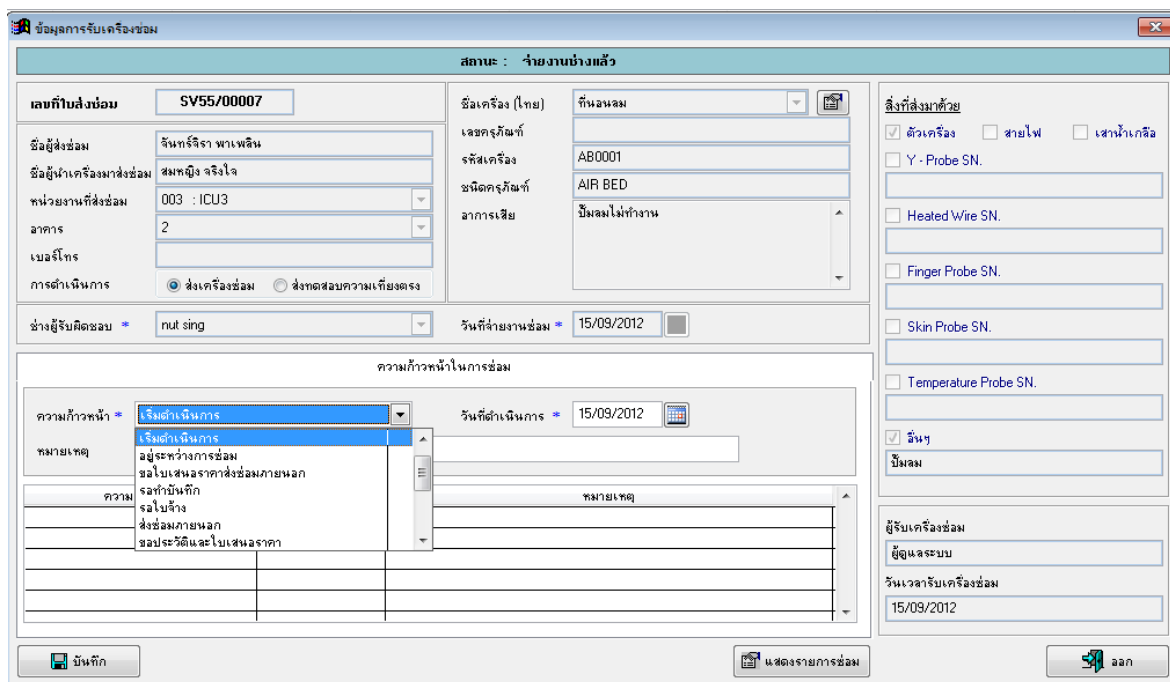 ข้อมูลการรับเครื่องซ่อม
สถานะ : จ่ายงานช่างแล้ว
เลขที่ใบส่งซ่อม SV55/00007
ชื่อผู้ส่งซ่อม จันทร์จิรา พาเพลิน
ชื่อผู้นำเครื่องมาส่งซ่อม สมหญิง จริงใจ
หน่วยงานที่ส่งซ่อม 003 : ICU3
อาคาร 2
เบอร์โทร
การดำเนินการ ส่งเครื่องซ่อม ส่งทดสอบความเที่ยงตรง
ชื่อเครื่อง (ไทย) ที่นอนลม
เลขครุภัณฑ์
รหัสเครื่อง AB0001
ชนิดครุภัณฑ์ AIR BED
อาการเสีย ปั๊มลมไม่ทำงาน
ช่างผู้รับผิดชอบ * nut sing วันที่จ่ายงานซ่อม * 15/09/2012
ความก้าวหน้าในการซ่อม
ความก้าวหน้า * เริ่มดำเนินการ วันที่ดำเนินการ * 15/09/2012
หมายเหตุ
เริ่มดำเนินการ
อยู่ระหว่างการซ่อม
ขอใบเสนอราคาส่งซ่อมภายนอก
รอทำบันทึก
รอใบจ้าง
ส่งซ่อมภายนอก
ขอประวัติและใบเสนอราคา
ความ หมายเหตุ
สิ่งที่ส่งมาด้วย
ตัวเครื่อง สายไฟ เสาน้ำเกลือ
Y - Probe SN.
Heated Wire SN.
Finger Probe SN.
Skin Probe SN.
Temperature Probe SN.
อื่นๆ
ปั๊มลม
ผู้รับเครื่องซ่อม
ผู้ดูแลระบบ
วันเวลารับเครื่องซ่อม
15/09/2012
บันทึก แสดงรายการซ่อม ออก